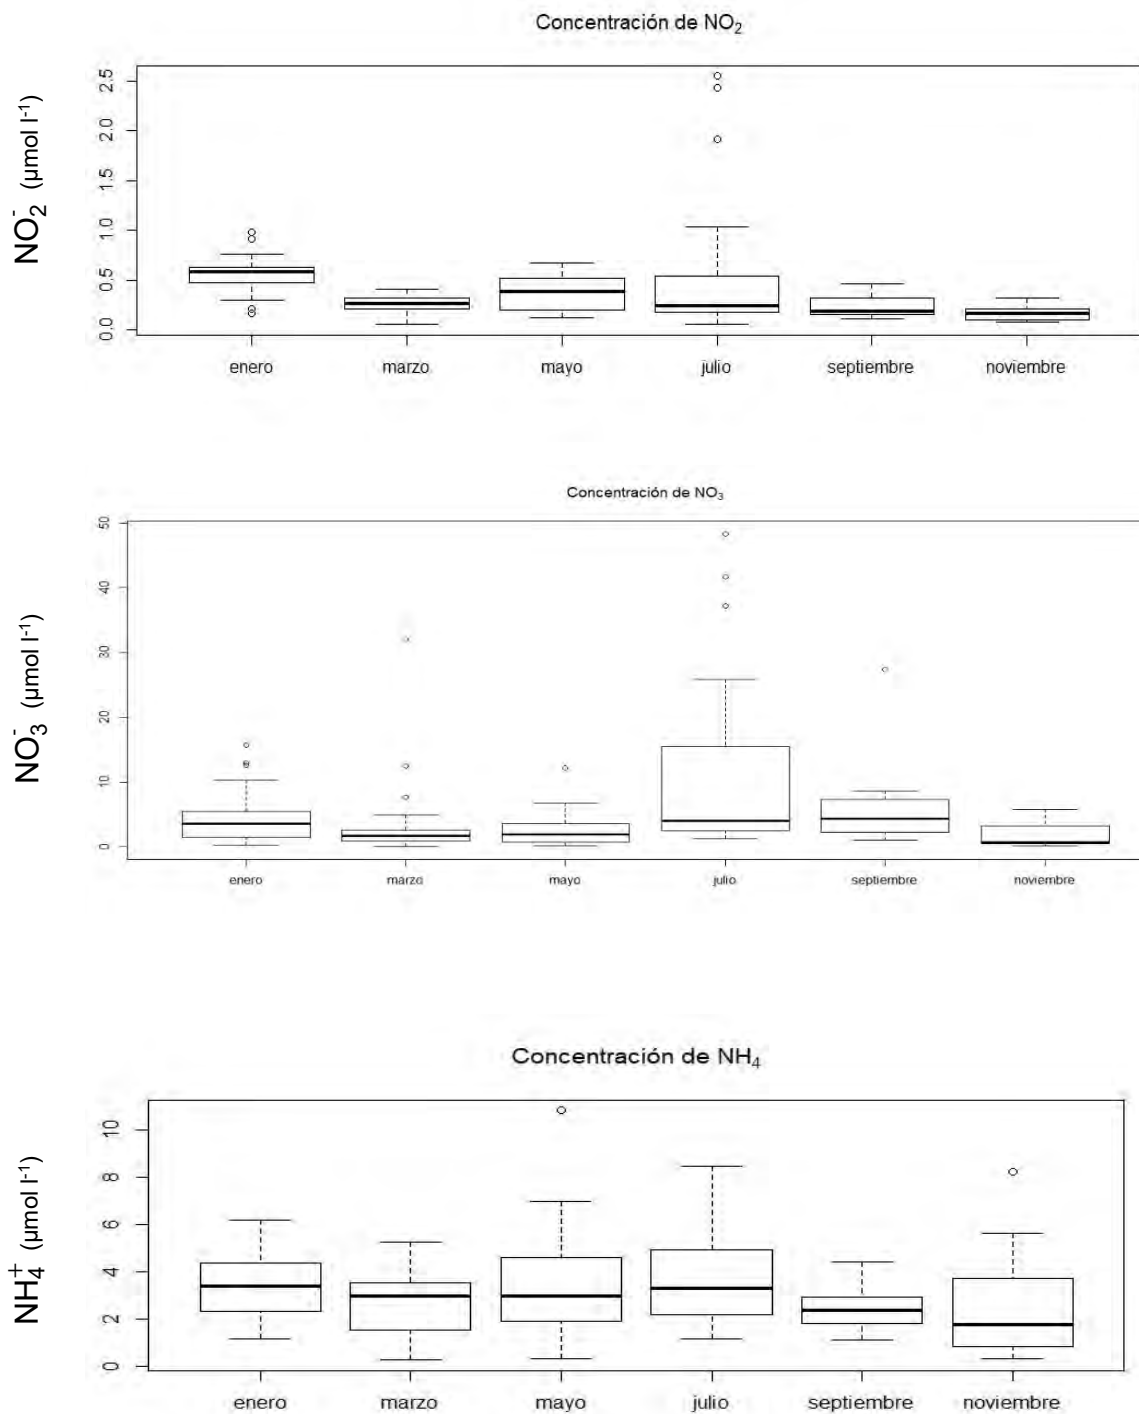 Concentración de NO₂
NO₂⁻ (µmol l⁻¹)
2.5
2.0
1.5
1.0
0.5
0.0
enero marzo mayo julio septiembre noviembre
Concentración de NO₃
NO₃⁻ (µmol l⁻¹)
50
40
30
20
10
0
enero marzo mayo julio septiembre noviembre
Concentración de NH₄
NH₄⁺ (µmol l⁻¹)
10
8
6
4
2
0
enero marzo mayo julio septiembre noviembre